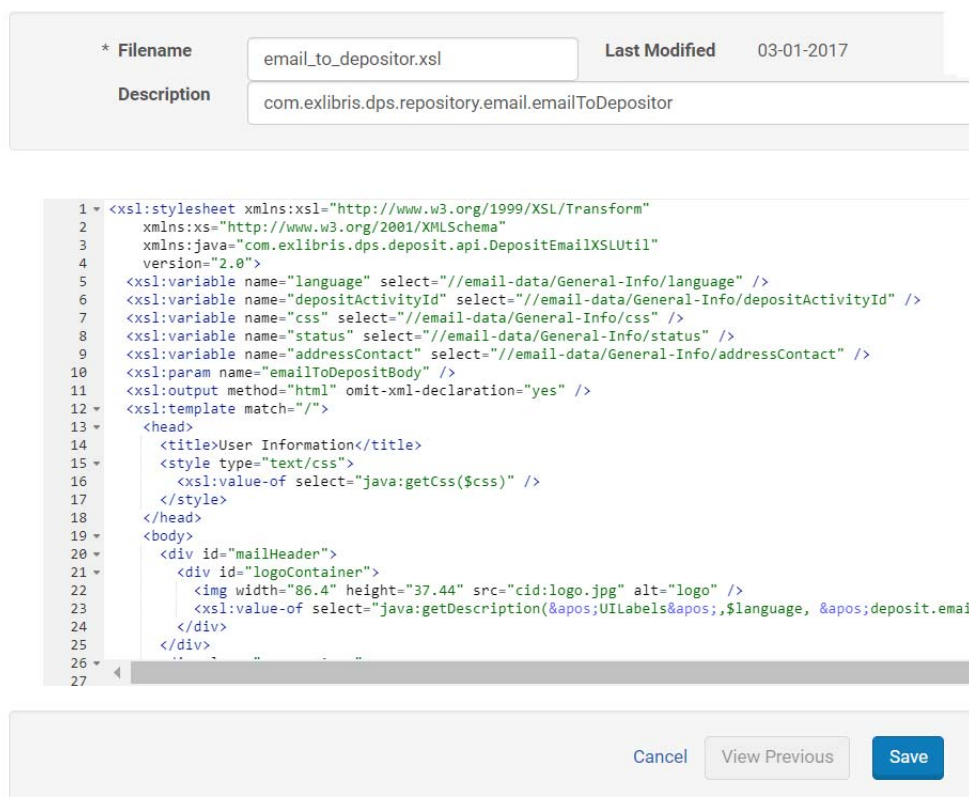 * Filename email_to_depositor.xsl Last Modified 03-01-2017
Description com.exlibris.dps.repository.email.emailToDepositor
1 <xsl:stylesheet xmlns:xsl="http://www.w3.org/1999/XSL/Transform"
2 xmlns:xs="http://www.w3.org/2001/XMLSchema"
3 xmlns:java="com.exlibris.dps.deposit.api.DepositEmailXSLUtil"
4 version="2.0">
5 <xsl:variable name="language" select="//email-data/General-Info/language" />
6 <xsl:variable name="depositActivityId" select="//email-data/General-Info/depositActivityId" />
7 <xsl:variable name="css" select="//email-data/General-Info/css" />
8 <xsl:variable name="status" select="//email-data/General-Info/status" />
9 <xsl:variable name="addressContact" select="//email-data/General-Info/addressContact" />
10 <xsl:param name="emailToDepositBody" />
11 <xsl:output method="html" omit-xml-declaration="yes" />
12 <xsl:template match="/">
13 <head>
14 <title>User Information</title>
15 <style type="text/css">
16 <xsl:value-of select="java:getCss($css)" />
17 </style>
18 </head>
19 <body>
20 <div id="mailHeader">
21 <div id="logoContainer">
22 <img width="86.4" height="37.44" src="cid:logo.jpg" alt="logo" />
23 <xsl:value-of select="java:getDescription(&apos;UILabels&apos;,$language, &apos;deposit.emai
24 </div>
25 </div>
26
27
Cancel View Previous Save